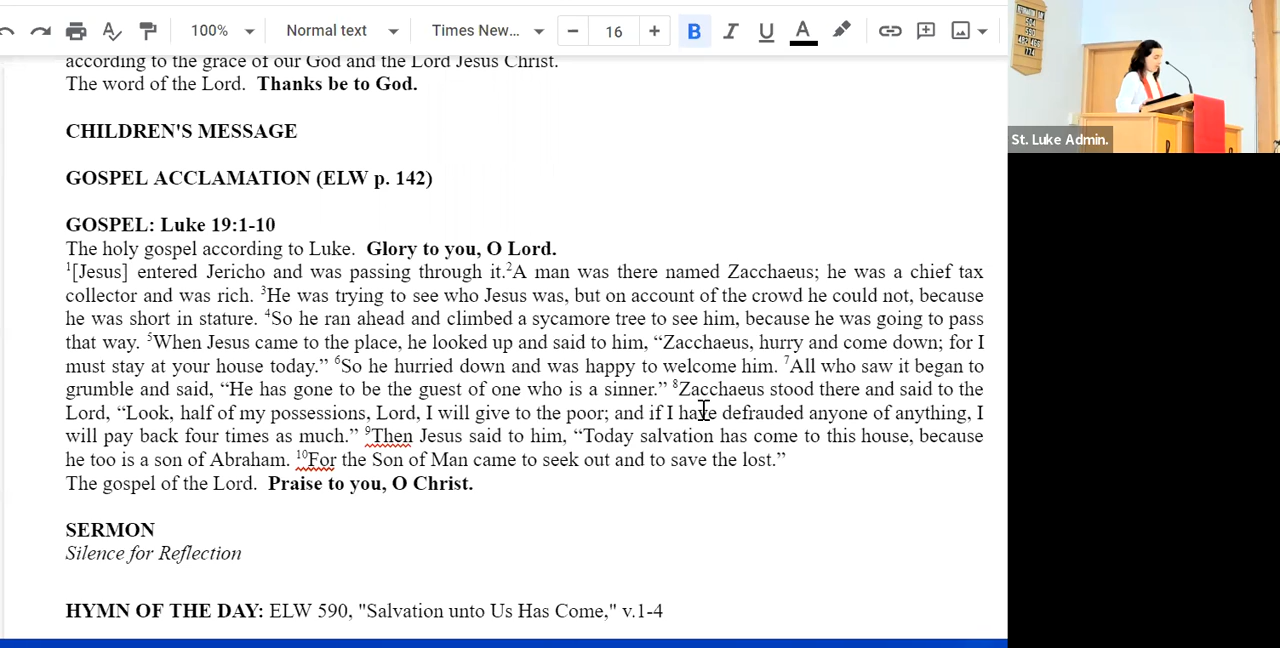 100% Normal text Times New... 16 B I U A
according to the grace of our God and the Lord Jesus Christ.
The word of the Lord. Thanks be to God.
CHILDREN'S MESSAGE
GOSPEL ACCLAMATION (ELW p. 142)
GOSPEL: Luke 19:1-10
The holy gospel according to Luke. Glory to you, O Lord.
1[Jesus] entered Jericho and was passing through it.2A man was there named Zacchaeus; he was a chief tax
collector and was rich. 3He was trying to see who Jesus was, but on account of the crowd he could not, because
he was short in stature. 4So he ran ahead and climbed a sycamore tree to see him, because he was going to pass
that way. 5When Jesus came to the place, he looked up and said to him, “Zacchaeus, hurry and come down; for I
must stay at your house today.” 6So he hurried down and was happy to welcome him. 7All who saw it began to
grumble and said, “He has gone to be the guest of one who is a sinner.” 8Zacchaeus stood there and said to the
Lord, “Look, half of my possessions, Lord, I will give to the poor; and if I have defrauded anyone of anything, I
will pay back four times as much.” 9Then Jesus said to him, “Today salvation has come to this house, because
he too is a son of Abraham. 10For the Son of Man came to seek out and to save the lost.”
The gospel of the Lord. Praise to you, O Christ.
SERMON
Silence for Reflection
HYMN OF THE DAY: ELW 590, "Salvation unto Us Has Come," v.1-4
St. Luke Admin.